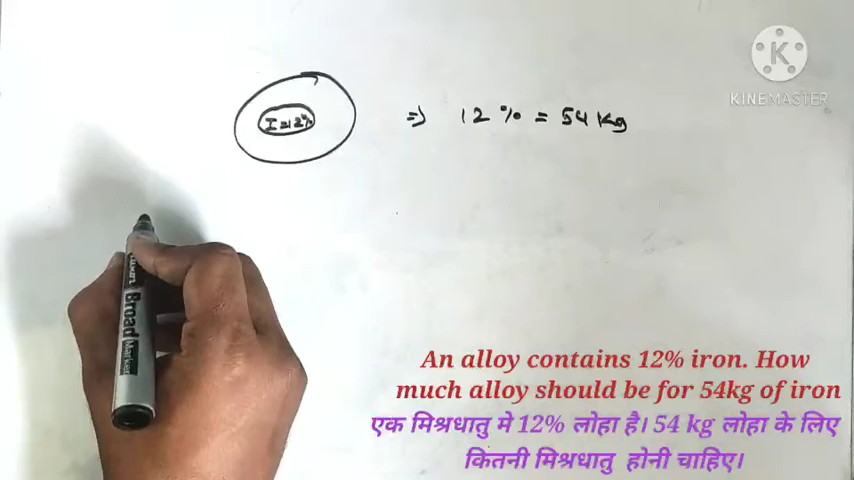 KINEMASTER
I=12%
⇒ 12% = 54 Kg
Broad Marker
An alloy contains 12% iron. How
much alloy should be for 54kg of iron
एक मिश्रधातु मे 12% लोहा है। 54 kg लोहा के लिए
कितनी मिश्रधातु होनी चाहिए।